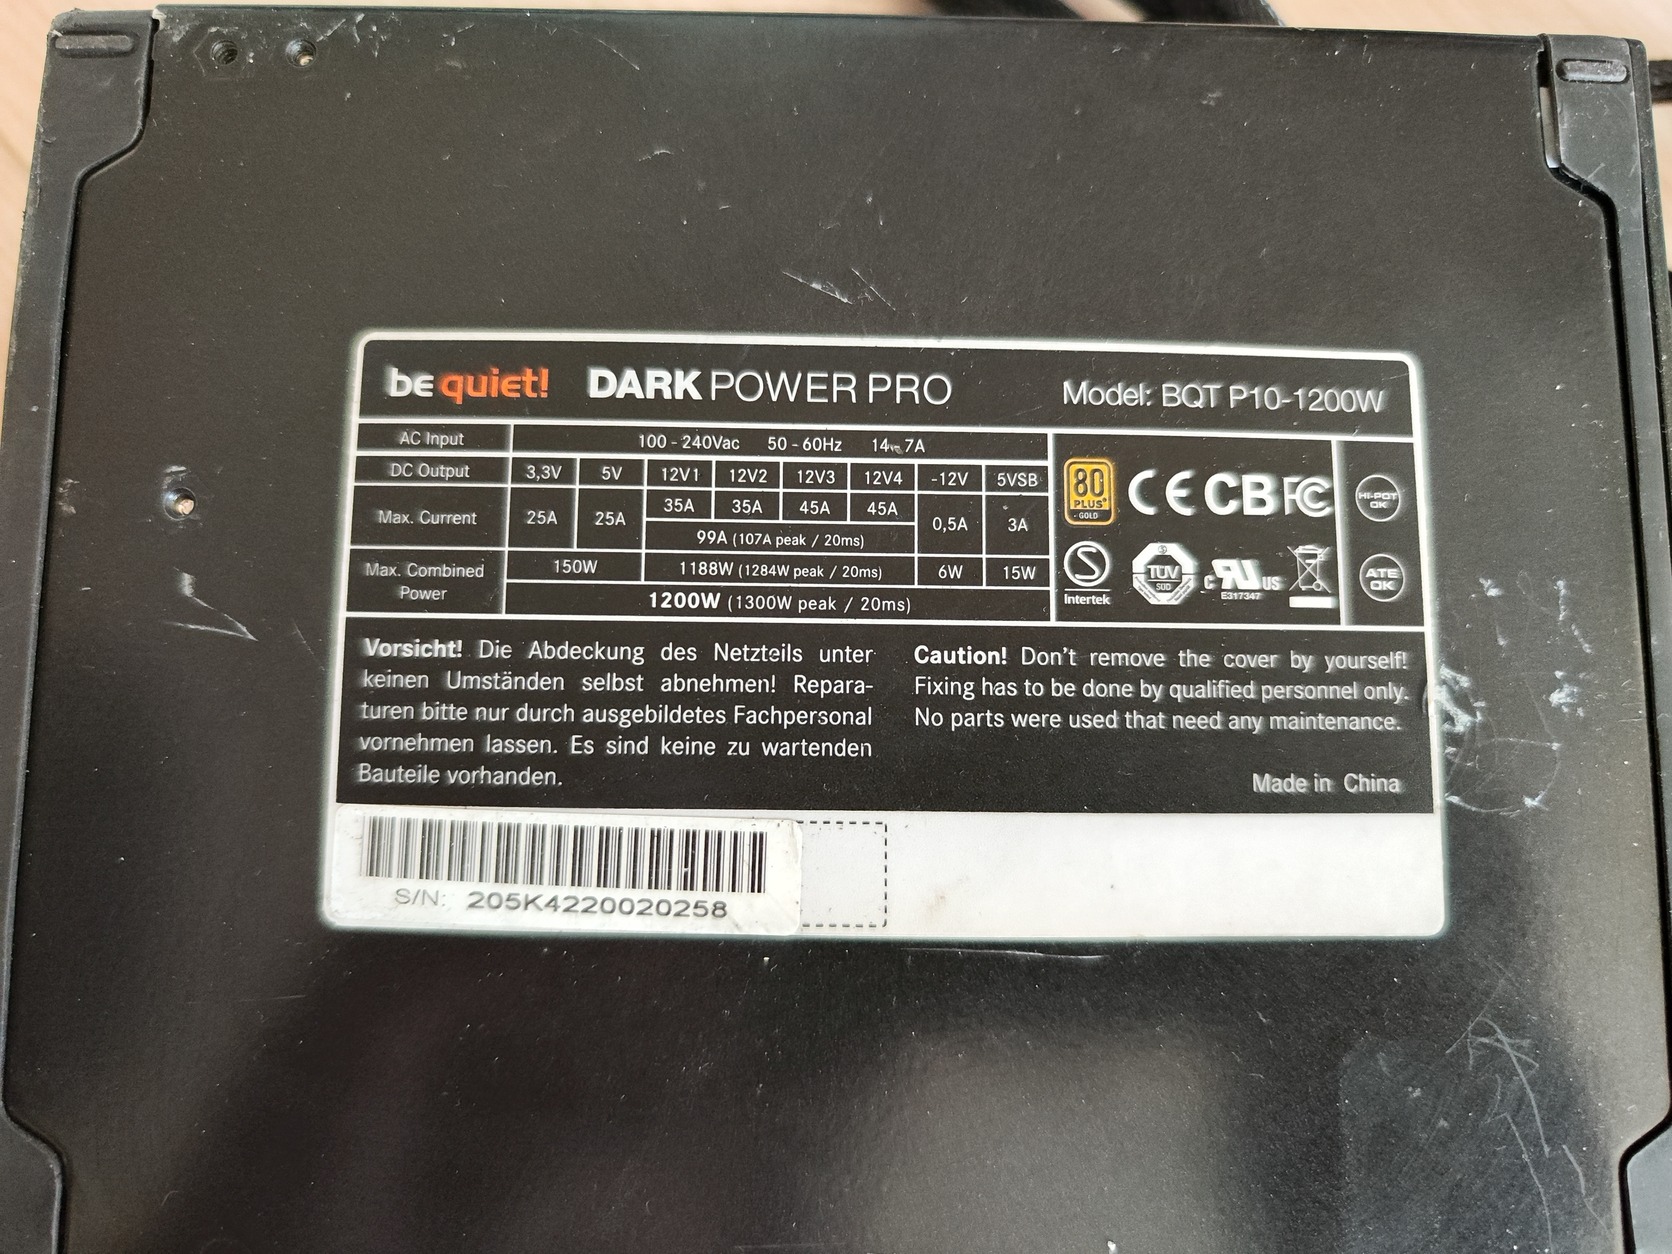 be quiet! DARK POWER PRO Model: BQT P10-1200W
AC Input 100 - 240Vac 50 - 60Hz 14 - 7A
DC Output 3,3V 5V 12V1 12V2 12V3 12V4 -12V 5VSB
Max. Current 25A 25A 35A 35A 45A 45A 0,5A 3A
99A (107A peak / 20ms)
Max. Combined Power 150W 1188W (1284W peak / 20ms) 6W 15W
1200W (1300W peak / 20ms)
80 PLUS GOLD
CE CB FC
HI-POT OK
Intertek
TÜV SÜD
C RU US
E317347
ATE OK
Vorsicht! Die Abdeckung des Netzteils unter
keinen Umständen selbst abnehmen! Repara-
turen bitte nur durch ausgebildetes Fachpersonal
vornehmen lassen. Es sind keine zu wartenden
Bauteile vorhanden.
Caution! Don't remove the cover by yourself!
Fixing has to be done by qualified personnel only.
No parts were used that need any maintenance.
Made in China
S/N: 205K4220020258